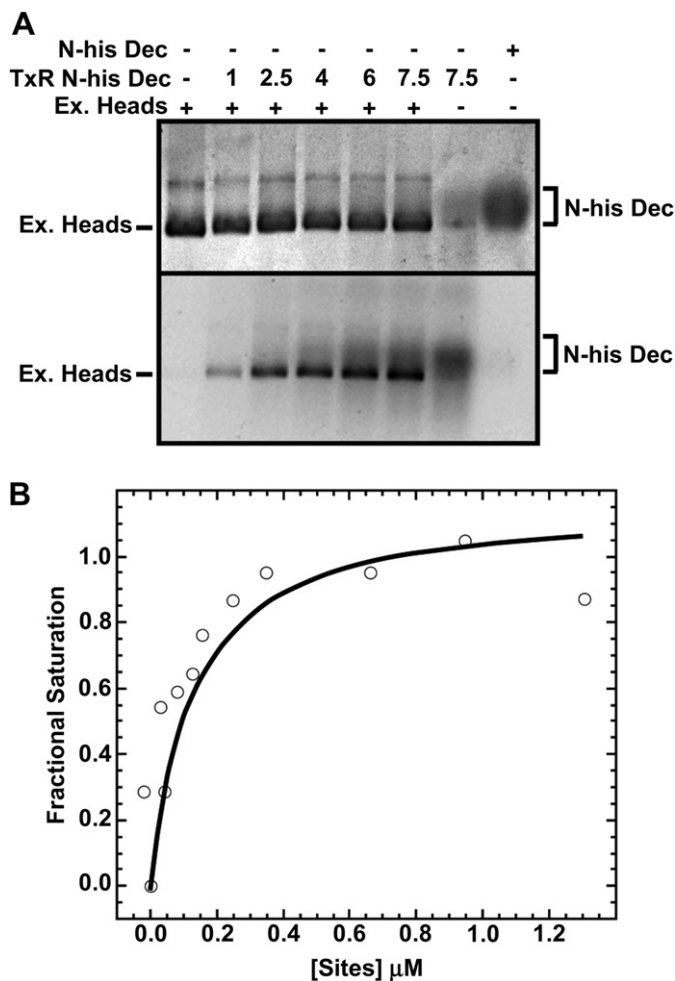 A
N-his Dec - - - - - - - +
TxR N-his Dec - 1 2.5 4 6 7.5 7.5 -
Ex. Heads + + + + + + - -
Ex. Heads
N-his Dec
Ex. Heads
N-his Dec
B
Fractional Saturation
1.0
0.8
0.6
0.4
0.2
0.0
0.0 0.2 0.4 0.6 0.8 1.0 1.2
[Sites] μM